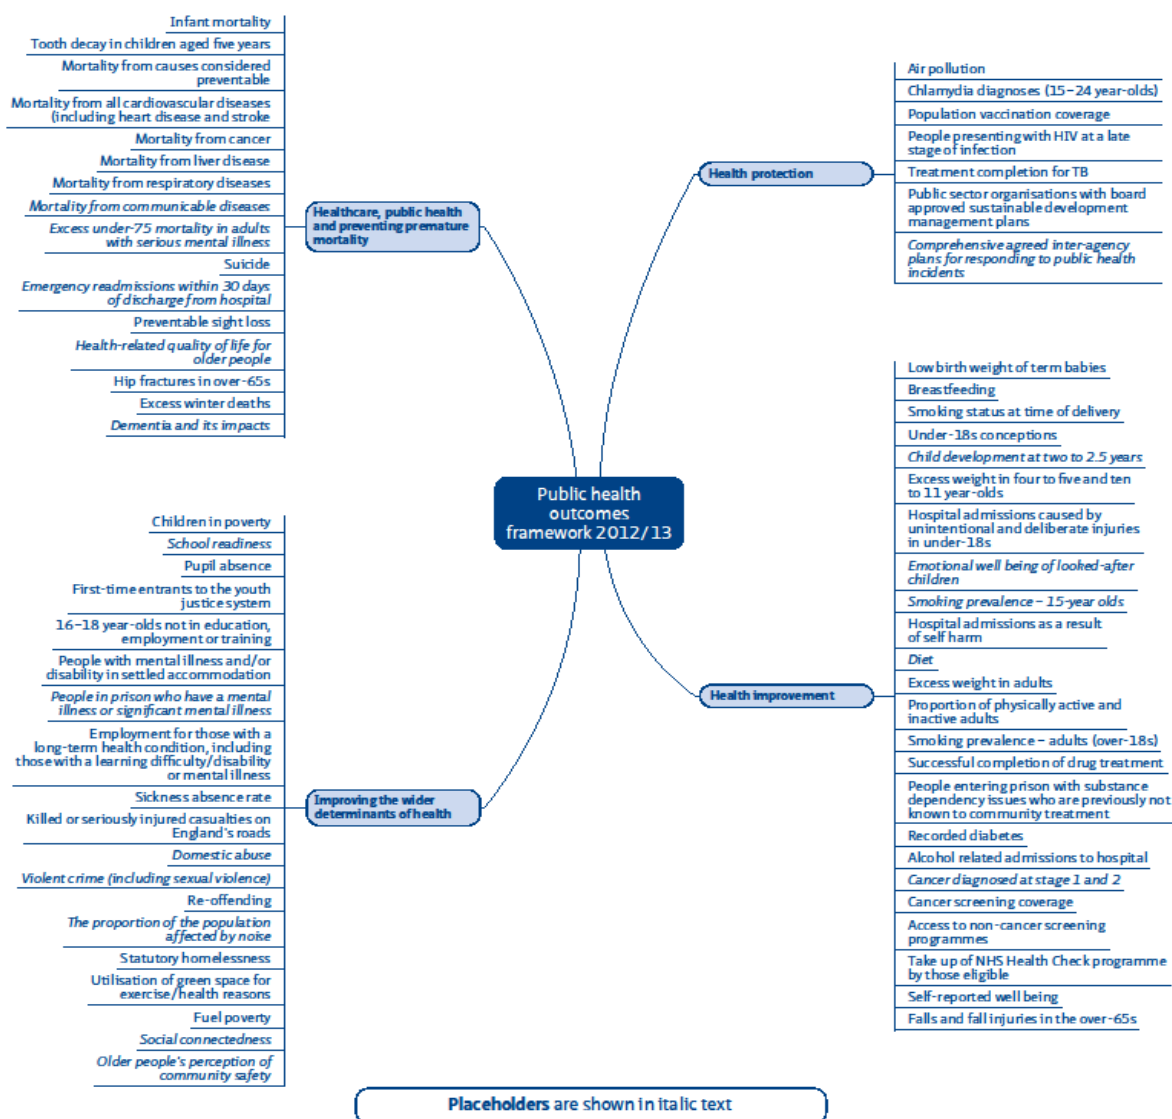 Infant mortality
Tooth decay in children aged five years
Mortality from causes considered
preventable
Mortality from all cardiovascular diseases
(including heart disease and stroke
Mortality from cancer
Mortality from liver disease
Mortality from respiratory diseases
Mortality from communicable diseases
Excess under-75 mortality in adults
with serious mental illness
Suicide
Emergency readmissions within 30 days
of discharge from hospital
Preventable sight loss
Health-related quality of life for
older people
Hip fractures in over-65s
Excess winter deaths
Dementia and its impacts
Healthcare, public health
and preventing premature
mortality
Air pollution
Chlamydia diagnoses (15–24 year-olds)
Population vaccination coverage
People presenting with HIV at a late
stage of infection
Treatment completion for TB
Public sector organisations with board
approved sustainable development
management plans
Comprehensive agreed inter-agency
plans for responding to public health
incidents
Health protection
Public health
outcomes
framework 2012/13
Children in poverty
School readiness
Pupil absence
First-time entrants to the youth
justice system
16–18 year-olds not in education,
employment or training
People with mental illness and/or
disability in settled accommodation
People in prison who have a mental
illness or significant mental illness
Employment for those with a
long-term health condition, including
those with a learning difficulty/disability
or mental illness
Sickness absence rate
Killed or seriously injured casualties on
England's roads
Domestic abuse
Violent crime (including sexual violence)
Re-offending
The proportion of the population
affected by noise
Statutory homelessness
Utilisation of green space for
exercise/health reasons
Fuel poverty
Social connectedness
Older people's perception of
community safety
Improving the wider
determinants of health
Low birth weight of term babies
Breastfeeding
Smoking status at time of delivery
Under-18s conceptions
Child development at two to 2.5 years
Excess weight in four to five and ten
to 11 year-olds
Hospital admissions caused by
unintentional and deliberate injuries
in under-18s
Emotional well being of looked-after
children
Smoking prevalence – 15-year olds
Hospital admissions as a result
of self harm
Diet
Excess weight in adults
Proportion of physically active and
inactive adults
Smoking prevalence – adults (over-18s)
Successful completion of drug treatment
People entering prison with substance
dependency issues who are previously not
known to community treatment
Recorded diabetes
Alcohol related admissions to hospital
Cancer diagnosed at stage 1 and 2
Cancer screening coverage
Access to non-cancer screening
programmes
Take up of NHS Health Check programme
by those eligible
Self-reported well being
Falls and fall injuries in the over-65s
Health improvement
Placeholders are shown in italic text